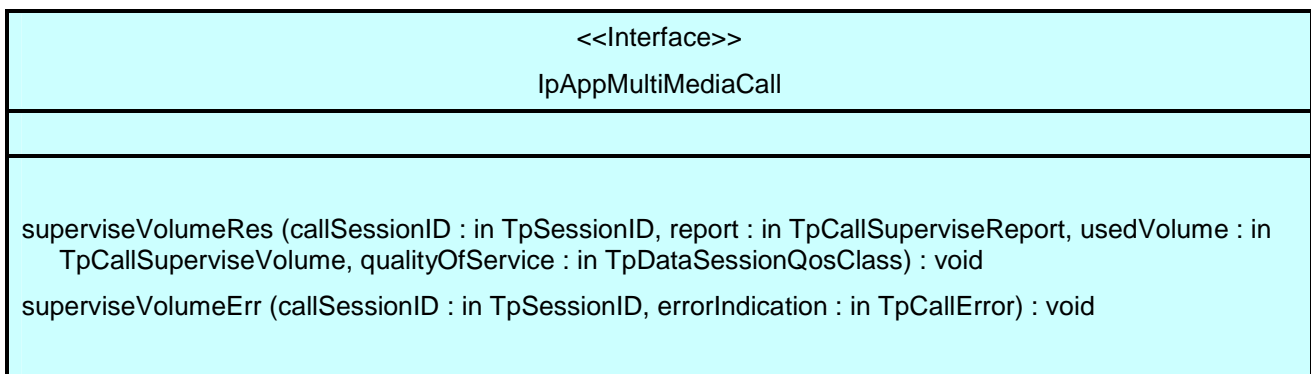 <<Interface>>
IpAppMultiMediaCall
superviseVolumeRes (callSessionID : in TpSessionID, report : in TpCallSuperviseReport, usedVolume : in
TpCallSuperviseVolume, qualityOfService : in TpDataSessionQosClass) : void
superviseVolumeErr (callSessionID : in TpSessionID, errorIndication : in TpCallError) : void